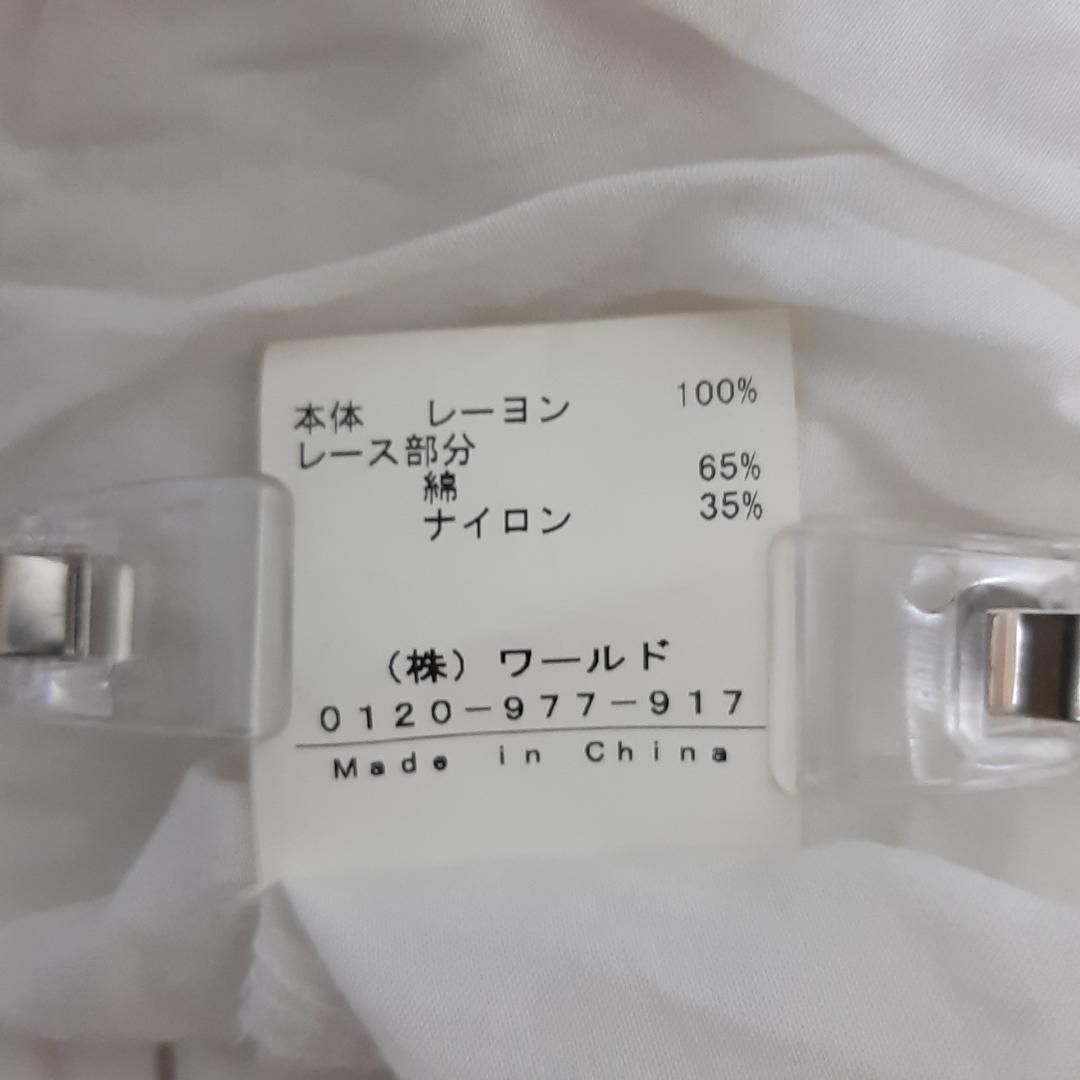 本体 レーヨン 100%
レース部分
綿 65%
ナイロン 35%
（株）ワールド
0120-977-917
Made in China